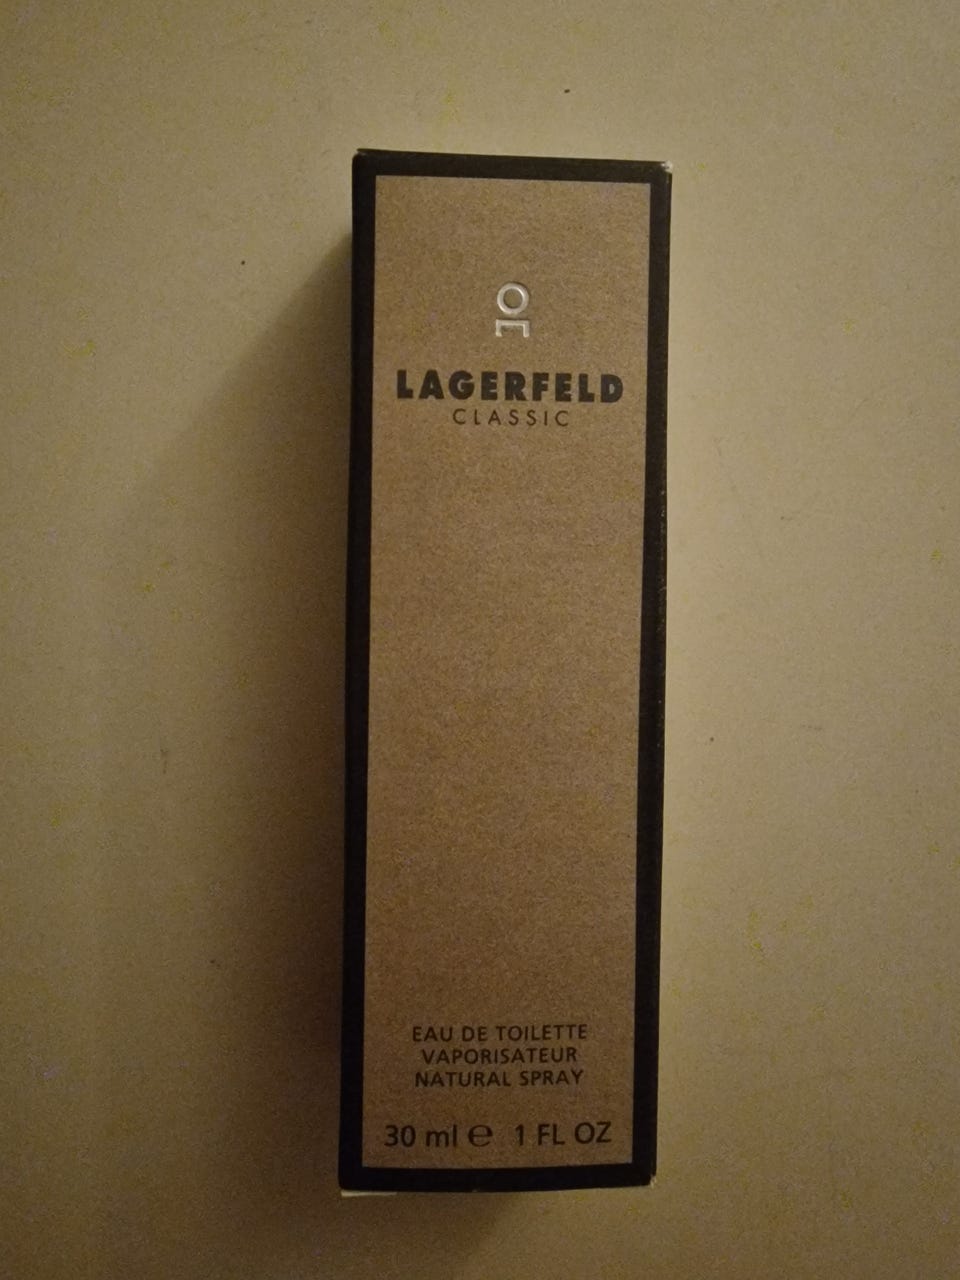 LAGERFELD
CLASSIC
EAU DE TOILETTE
VAPORISATEUR
NATURAL SPRAY
30 ml ℮ 1 FL OZ